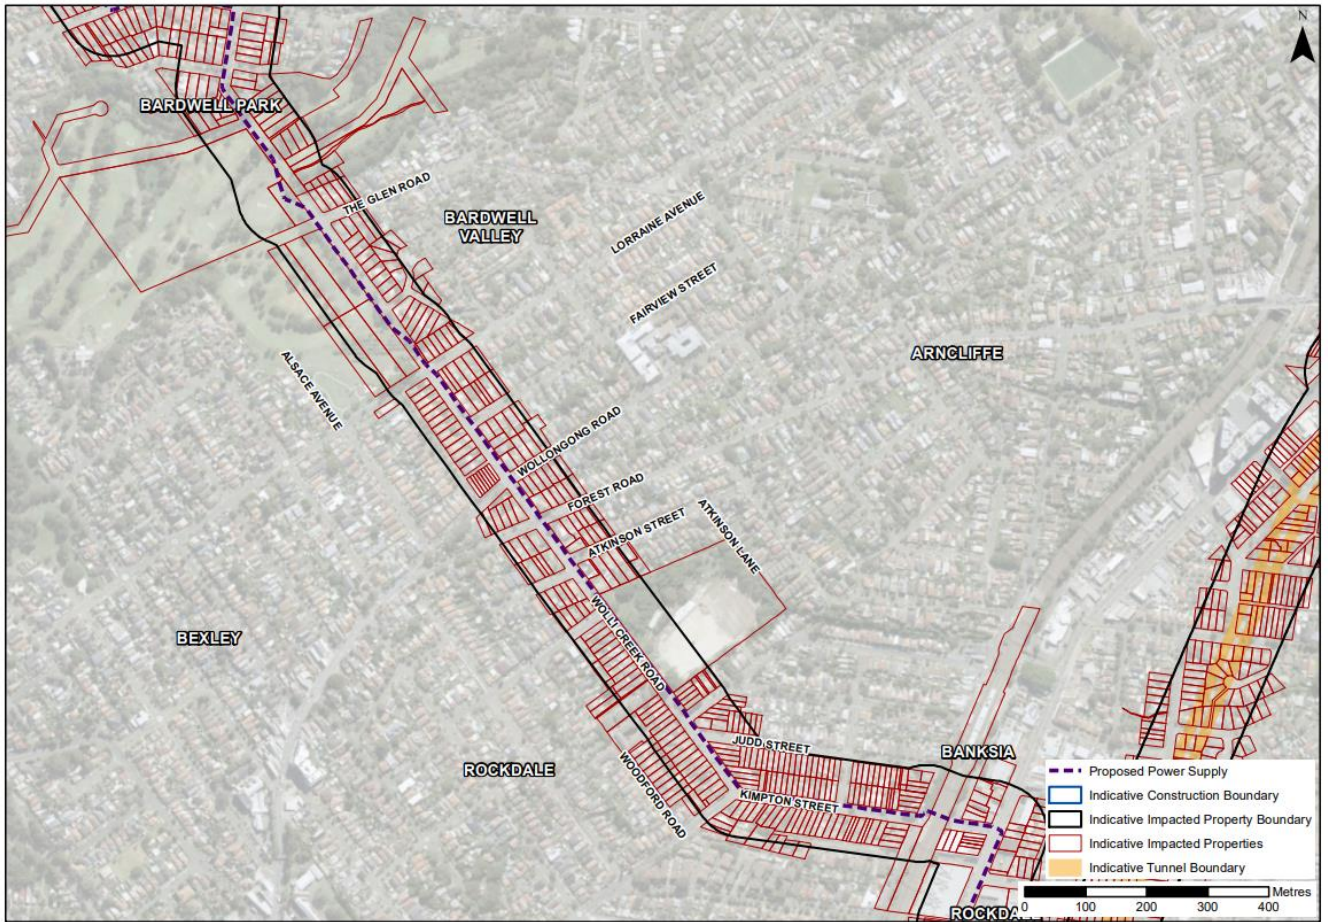 N
BARDWELL PARK
THE GLEN ROAD
BARDWELL
VALLEY
LORRAINE AVENUE
FAIRVIEW STREET
ARNCLIFFE
ALSACE AVENUE
WOLLONGONG ROAD
FOREST ROAD
ATKINSON STREET
ATKINSON LANE
BEXLEY
WOLLI CREEK ROAD
ROCKDALE
WOODFORD ROAD
JUDD STREET
BANKSIA
KIMPTON STREET
Proposed Power Supply
Indicative Construction Boundary
Indicative Impacted Property Boundary
Indicative Impacted Properties
Indicative Tunnel Boundary
Metres
0 100 200 300 400
ROCKDALE